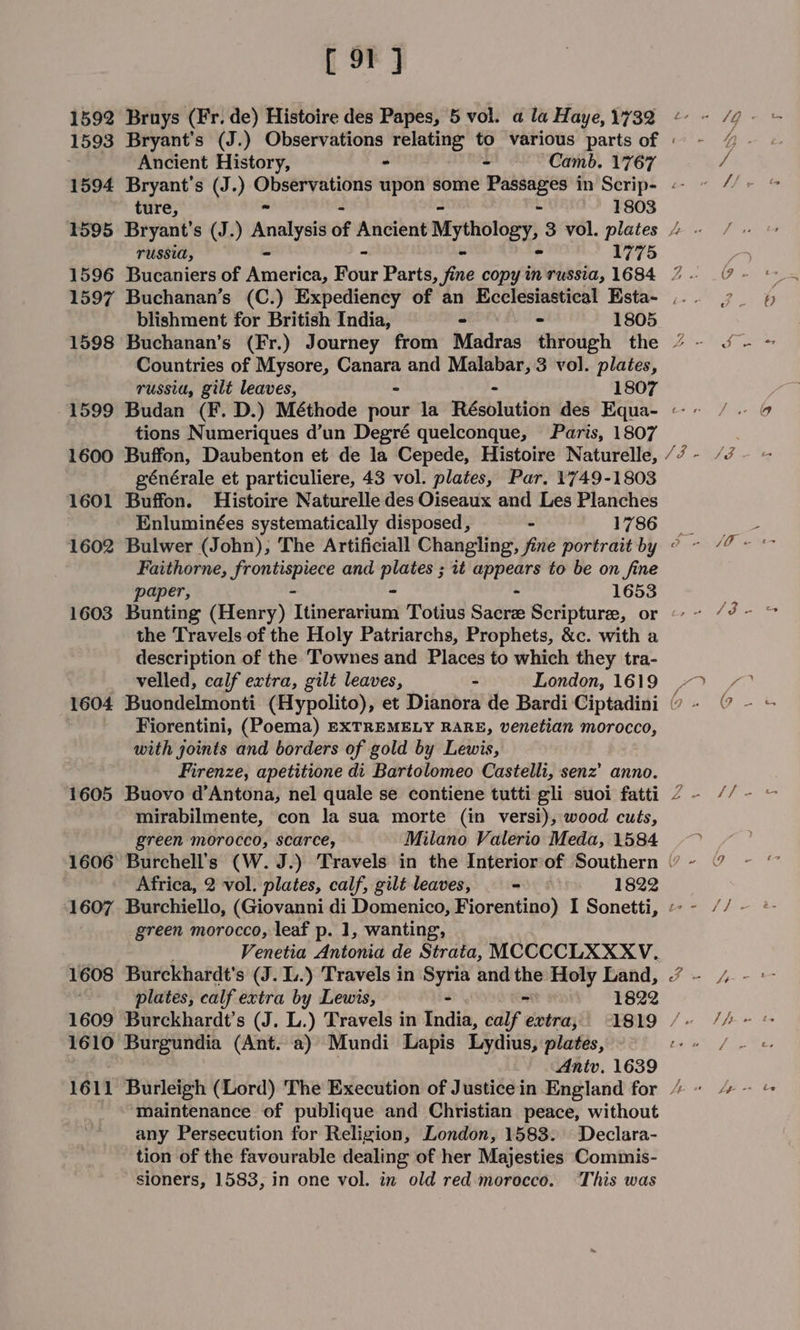 [ 91 ]
1592 Bruys (Fr. de) Histoire des Papes, 5 vol. a la Haye, 1732
1593 Bryant's (J.) Observations relating to various parts of
Ancient History, - - Camb. 1767
1594 Bryant's (J.) Observations upon some Passages in Scrip-
ture, - - - - 1803
1595 Bryant's (J.) Analysis of Ancient Mythology, 3 vol. plates
russia, - - - - 1775
1596 Bucaniers of America, Four Parts, fine copy in russia, 1684
1597 Buchanan's (C.) Expediency of an Ecclesiastical Esta-
blishment for British India, - - 1805
1598 Buchanan's (Fr.) Journey from Madras through the
Countries of Mysore, Canara and Malabar, 3 vol. plates,
russia, gilt leaves, - - 1807
1599 Budan (F. D.) Méthode pour la Résolution des Equa-
tions Numeriques d'un Degré quelconque, Paris, 1807
1600 Buffon, Daubenton et de la Cepede, Histoire Naturelle,
générale et particuliere, 43 vol. plates, Par. 1749-1803
1601 Buffon. Histoire Naturelle des Oiseaux and Les Planches
Enluminées systematically disposed, - 1786
1602 Bulwer (John), The Artificiall Changling, fine portrait by
Faithorne, frontispiece and plates ; it appears to be on fine
paper, - - - 1653
1603 Bunting (Henry) Itinerarium Totius Sacræ Scripturæ, or
the Travels of the Holy Patriarchs, Prophets, &c. with a
description of the Townes and Places to which they tra-
velled, calf extra, gilt leaves, - London, 1619
1604 Buondelmonti (Hypolito), et Dianora de Bardi Ciptadini
Fiorentini, (Poema) EXTREMELY RARE, venetian morocco,
with joints and borders of gold by Lewis,
Firenze, apetitione di Bartolomeo Castelli, senz' anno.
1605 Buovo d'Antona, nel quale se contiene tutti gli suoi fatti
mirabilmente, con la sua morte (in versi), wood cuts,
green morocco, scarce, Milano Valerio Meda, 1584
1606 Burchell's (W. J.) Travels in the Interior of Southern
Africa, 2 vol. plates, calf, gilt leaves, - 1822
1607 Burchiello, (Giovanni di Domenico, Fiorentino) I Sonetti,
green morocco, leaf p. 1, wanting,
Venetia Antonia de Strata, MCCCCLXXXV.
1608 Burckhardt's (J. L.) Travels in Syria and the Holy Land,
plates, calf extra by Lewis, - - 1822
1609 Burckhardt's (J. L.) Travels in India, calf extra, 1819
1610 Burgundia (Ant. a) Mundi Lapis Lydius, plates,
Antv. 1639
1611 Burleigh (Lord) The Execution of Justice in England for
maintenance of publique and Christian peace, without
any Persecution for Religion, London, 1583. Declara-
tion of the favourable dealing of her Majesties Commis-
sioners, 1583, in one vol. in old red morocco. This was